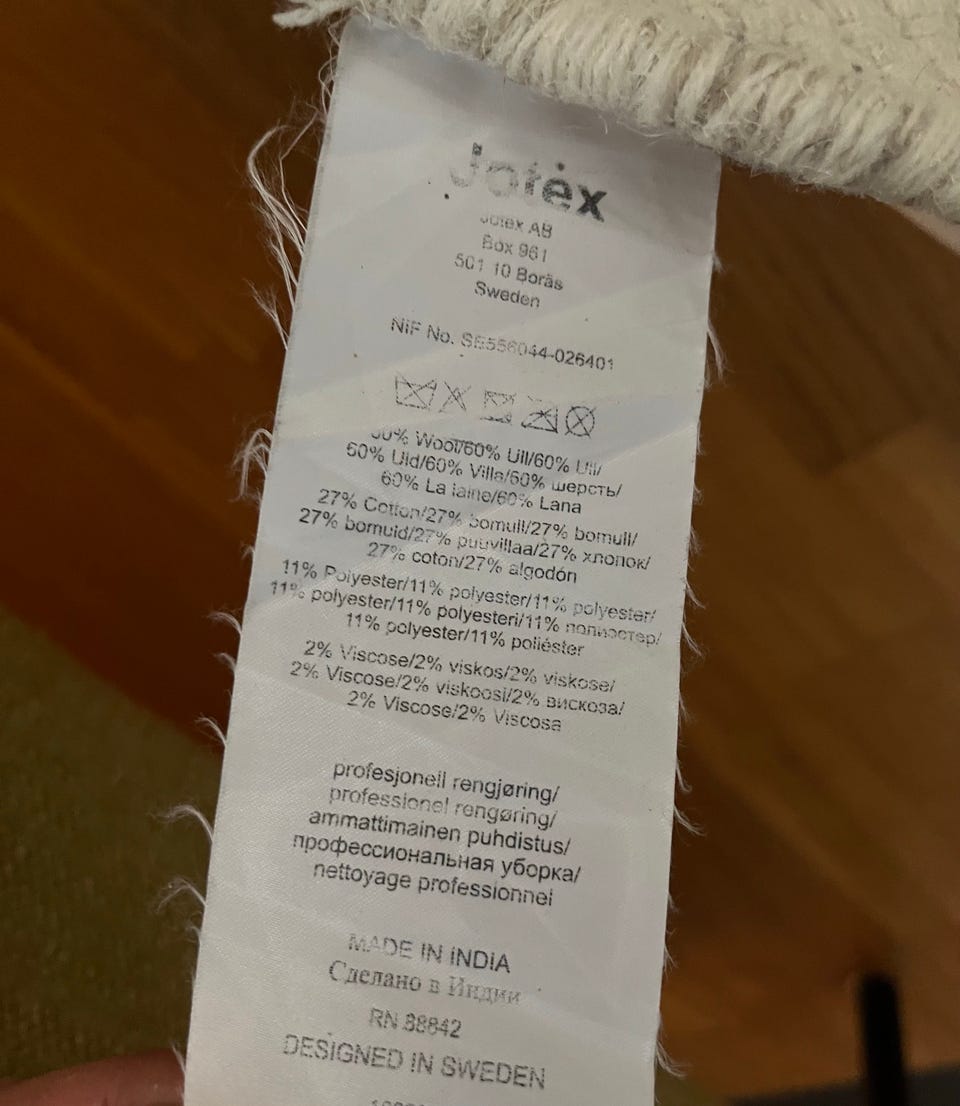 Jotex
Jotex AB
Box 961
501 10 Borås
Sweden
NIF No. SE556044-026401
60% Wool/60% Ull/60% Ull/
60% Uld/60% Villa/60% шерсть/
60% La laine/60% Lana
27% Cotton/27% bomull/27% bomull/
27% bomuld/27% puuvillaa/27% хлопок/
27% coton/27% algodón
11% Polyester/11% polyester/11% polyester/
11% polyester/11% polyesteri/11% полиэстер/
11% polyester/11% poliéster
2% Viscose/2% viskos/2% viskose/
2% Viscose/2% viskoosi/2% вискоза/
2% Viscose/2% Viscosa
profesjonell rengjøring/
professionel rengøring/
ammattimainen puhdistus/
профессиональная уборка/
nettoyage professionnel
MADE IN INDIA
Сделано в Индии
RN 88842
DESIGNED IN SWEDEN